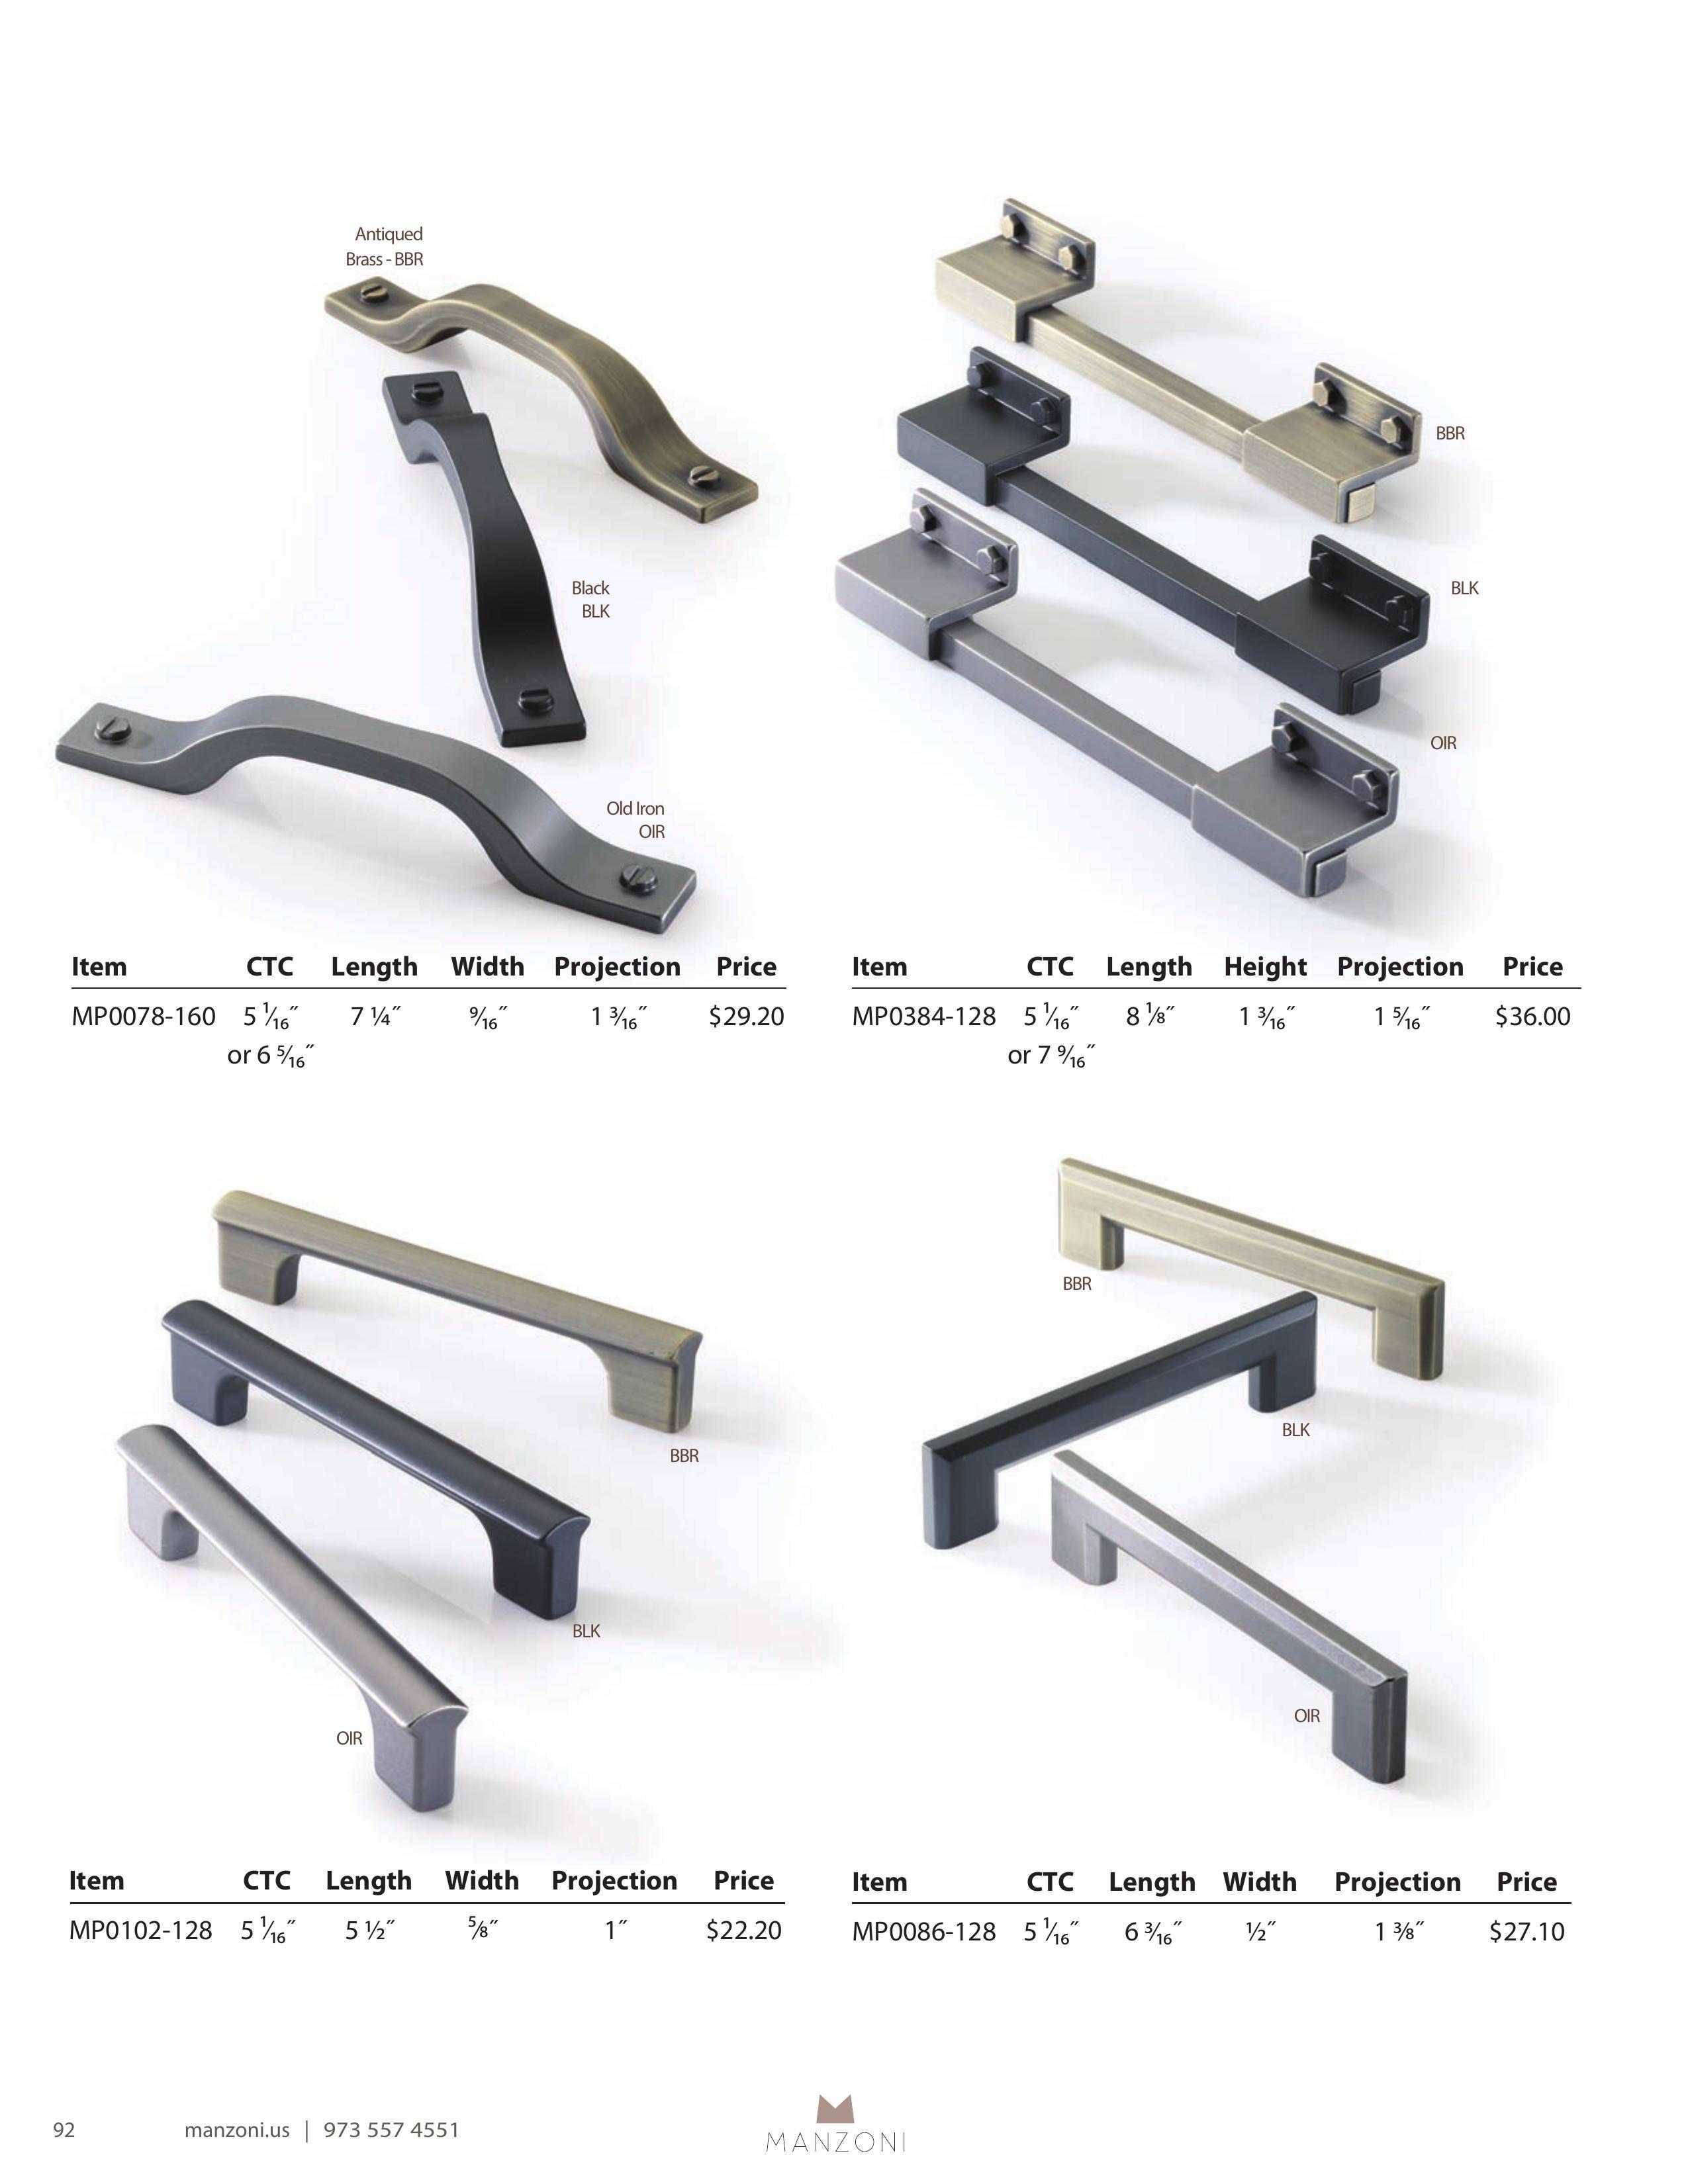 Antiqued
Brass - BBR
Black
BLK
Old Iron
OIR
Item CTC Length Width Projection Price
MP0078-160 5 1/16″ 7 1/4″ 9/16″ 1 3/16″ $29.20
or 6 5/16″
BBR
BLK
OIR
Item CTC Length Height Projection Price
MP0384-128 5 1/16″ 8 1/8″ 1 3/16″ 1 5/16″ $36.00
or 7 9/16″
BBR
BLK
OIR
Item CTC Length Width Projection Price
MP0102-128 5 1/16″ 5 ½″ 5/8″ 1″ $22.20
BBR
BLK
OIR
Item CTC Length Width Projection Price
MP0086-128 5 1/16″ 6 3/16″ ½″ 1 3/8″ $27.10
92 manzoni.us | 973 557 4551
MANZONI